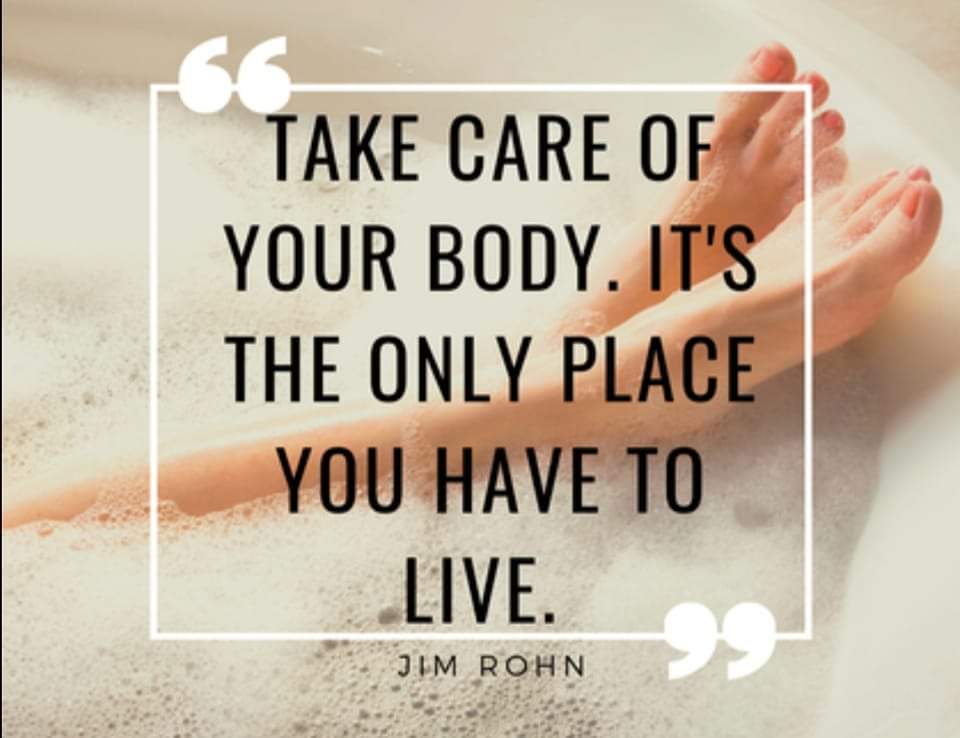 TAKE CARE OF
YOUR BODY. IT'S
THE ONLY PLACE
YOU HAVE TO
LIVE.
JIM ROHN